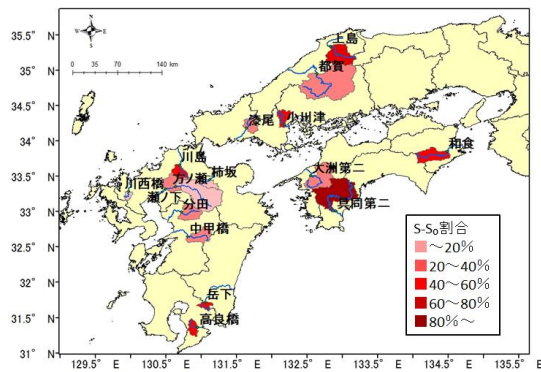 N
0 35 70 140 km
35.5°
35°
34.5°
34°
33.5°
33°
32.5°
32°
31.5°
31°
上島
都賀
漆尾
小川津
川島
和食
方ノ瀬
柿坂
大洲第二
川西橋
瀬ノ下
分田
具同第二
中甲橋
岳下
高良橋
S-S₀割合
～20%
20～40%
40～60%
60～80%
80%～
129.5° E 130.5° E 131.5° E 132.5° E 133.5° E 134.5° E 135.5° E